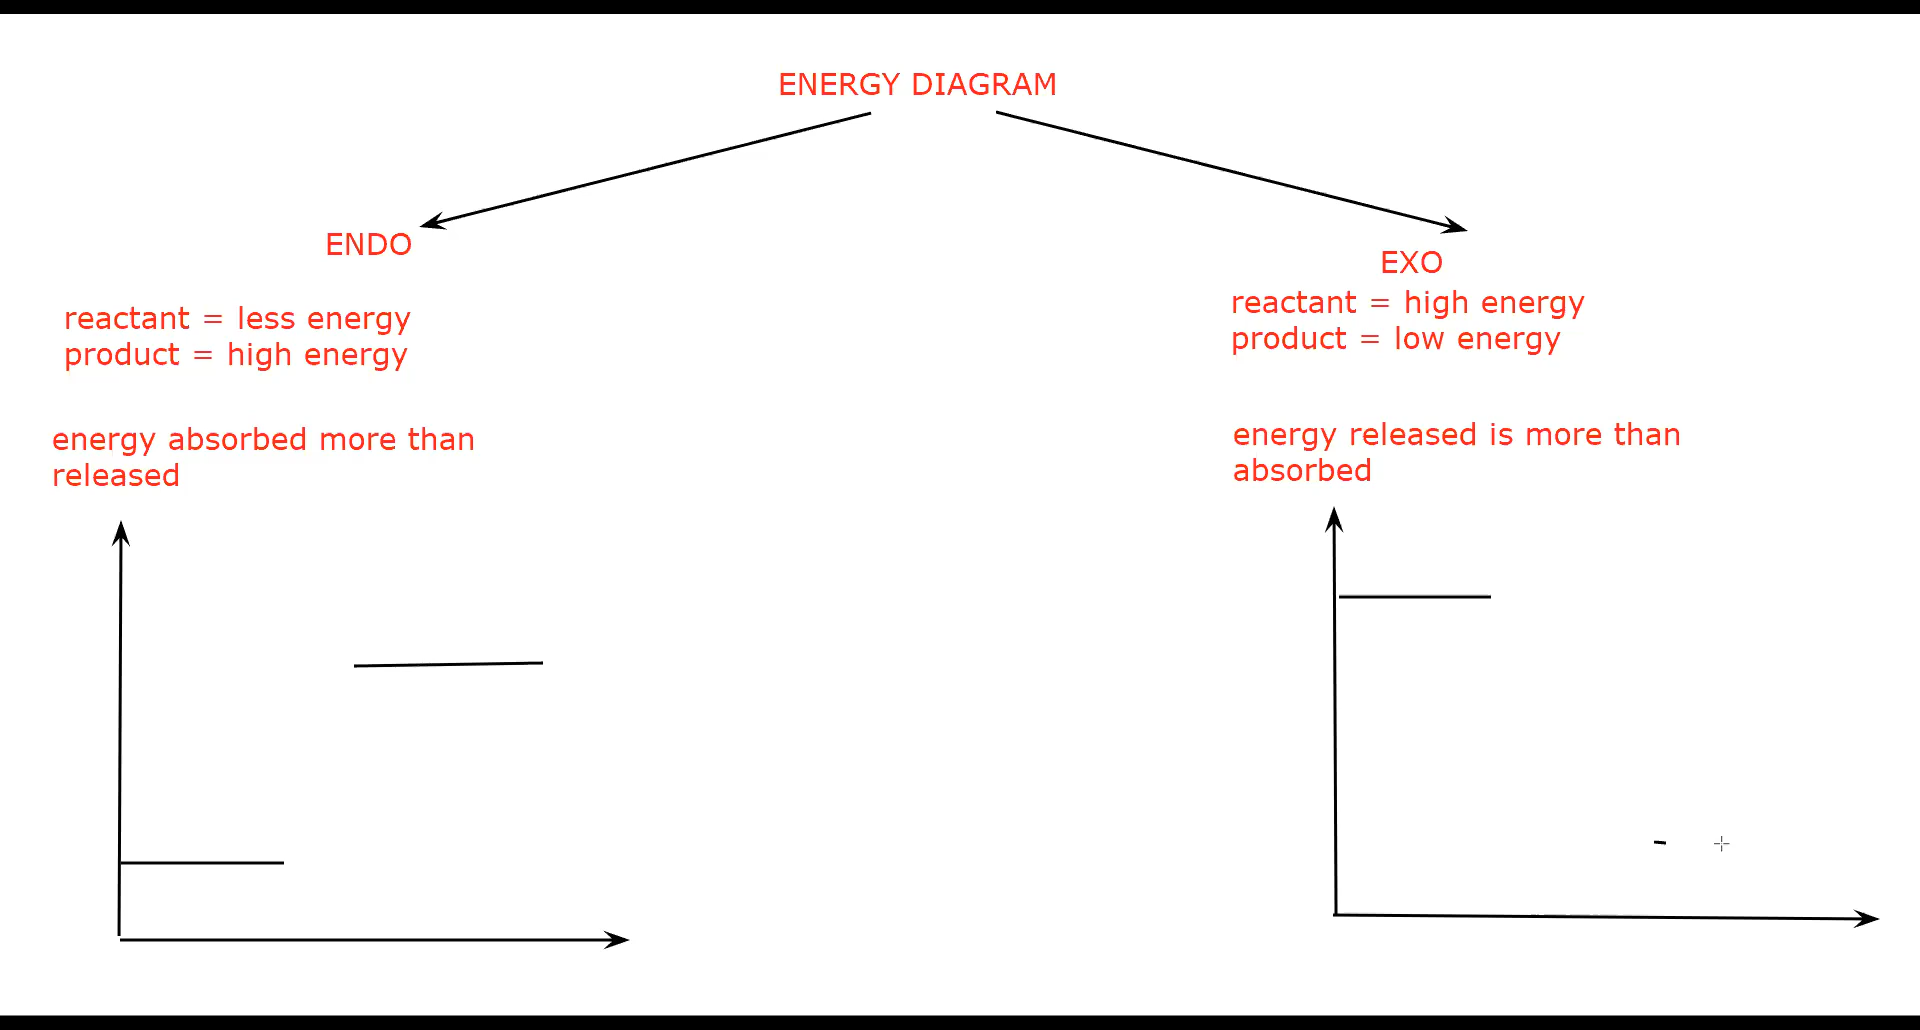 ENERGY DIAGRAM
ENDO
reactant = less energy
product = high energy
energy absorbed more than
released
EXO
reactant = high energy
product = low energy
energy released is more than
absorbed